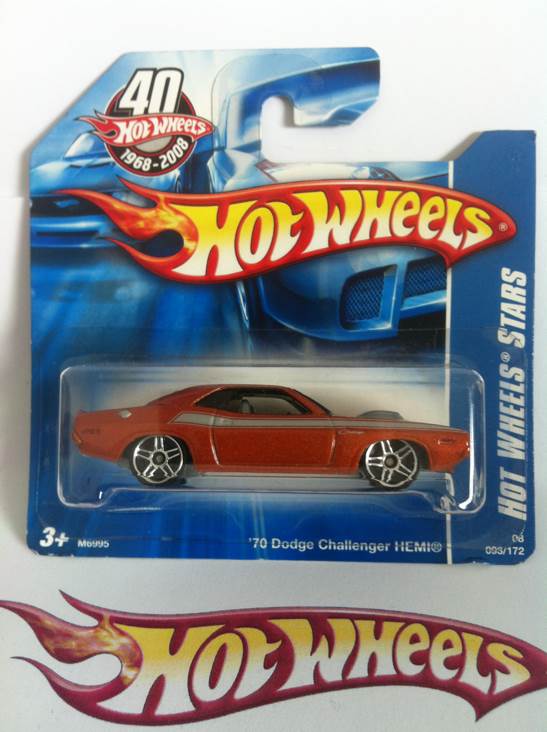 40
HOT WHEELS
1968-2008
HOT WHEELS®
HOT WHEELS® STARS
3+
M6995
'70 Dodge Challenger HEMI®
08
093/172
HOT WHEELS